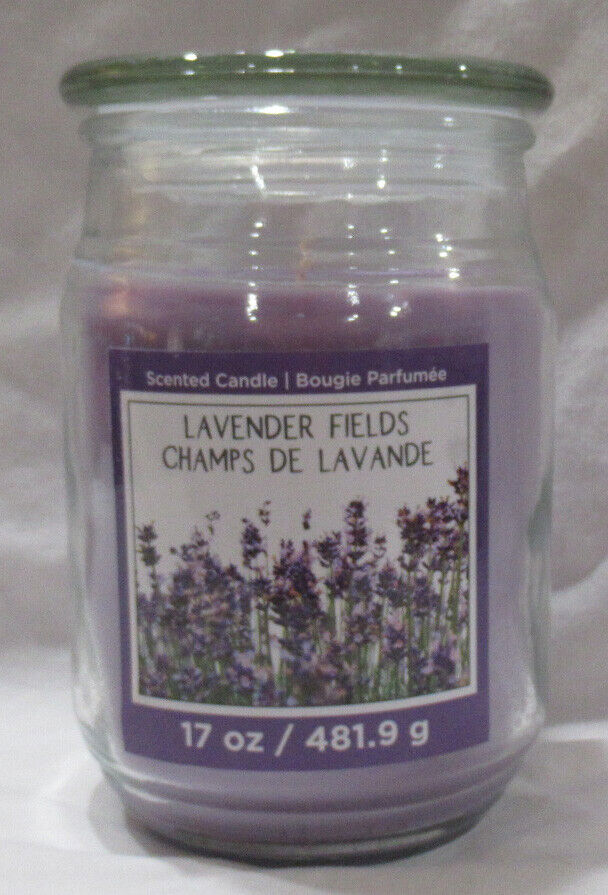 Scented Candle | Bougie Parfumée
LAVENDER FIELDS
CHAMPS DE LAVANDE
17 oz / 481.9 g